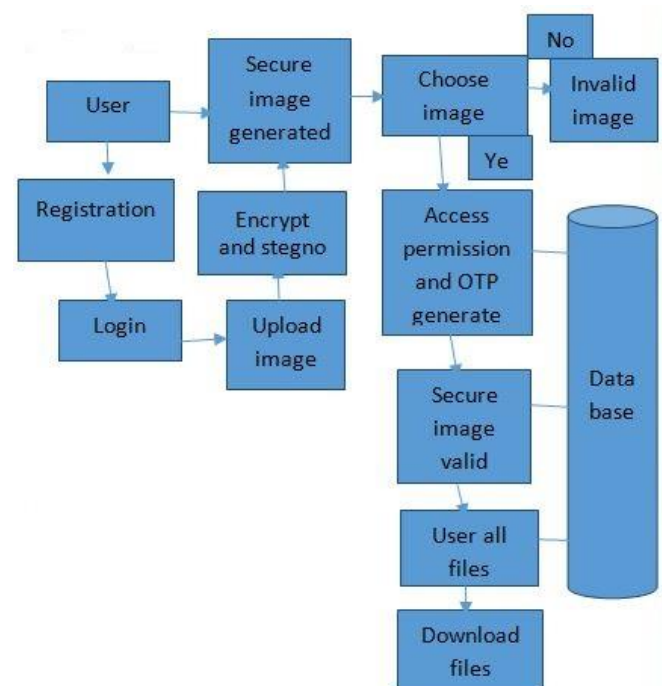 User
Registration
Login
Upload
image
Encrypt
and stegno
Secure
image
generated
Choose
image
No
Invalid
image
Ye
Access
permission
and OTP
generate
Secure
image
valid
User all
files
Download
files
Data
base